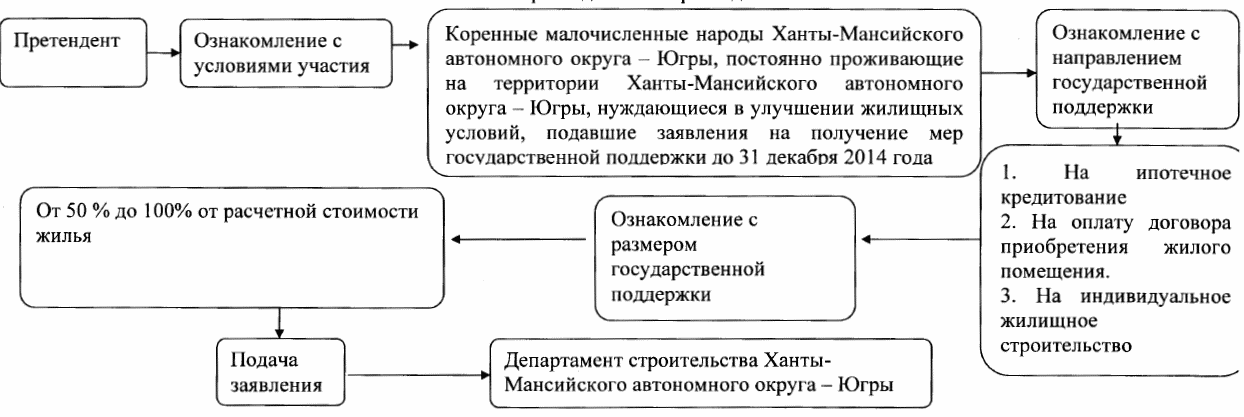 Претендент
Ознакомление с
условиями участия
Коренные малочисленные народы Ханты-Мансийского
автономного округа – Югры, постоянно проживающие
на территории Ханты-Мансийского автономного
округа – Югры, нуждающиеся в улучшении жилищных
условий, подавшие заявления на получение мер
государственной поддержки до 31 декабря 2014 года
Ознакомление с
направлением
государственной
поддержки
1. На ипотечное
кредитование
2. На оплату договора
приобретения жилого
помещения.
3. На индивидуальное
жилищное
строительство
Ознакомление с
размером
государственной
поддержки
От 50 % до 100% от расчетной стоимости
жилья
Подача
заявления
Департамент строительства Ханты-
Мансийского автономного округа – Югры